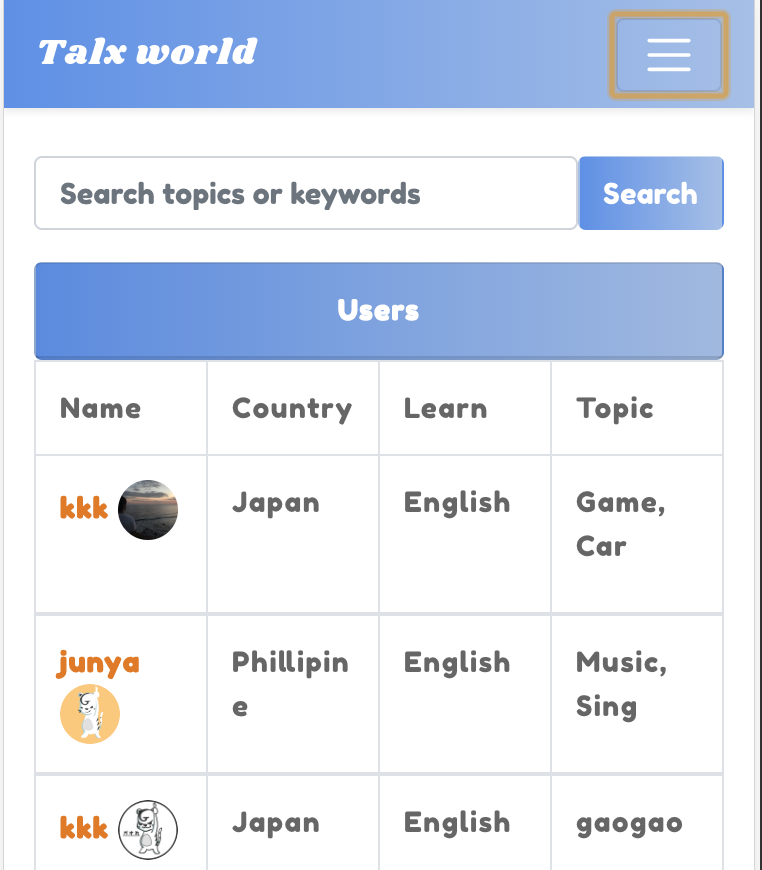 Talx world
Search topics or keywords Search
Users
Name Country Learn Topic
kkk Japan English Game,
Car
junya Phillipin English Music,
e Sing
kkk Japan English gaogao